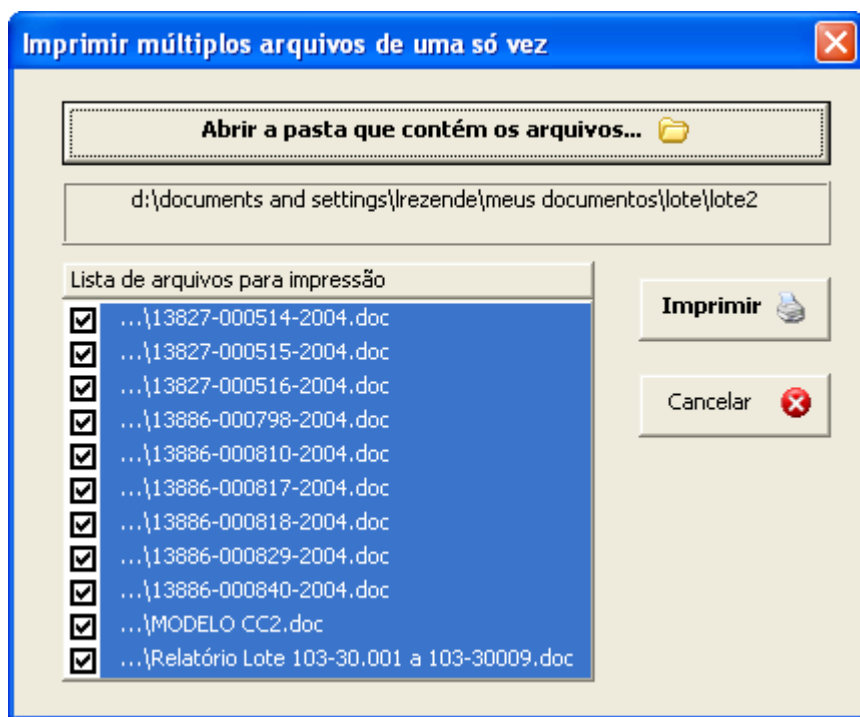 Imprimir múltiplos arquivos de uma só vez
Abrir a pasta que contém os arquivos...
d:\documents and settings\lrezende\meus documentos\lote\lote2
Lista de arquivos para impressão
...\13827-000514-2004.doc
...\13827-000515-2004.doc
...\13827-000516-2004.doc
...\13886-000798-2004.doc
...\13886-000810-2004.doc
...\13886-000817-2004.doc
...\13886-000818-2004.doc
...\13886-000829-2004.doc
...\13886-000840-2004.doc
...\MODELO CC2.doc
...\Relatório Lote 103-30.001 a 103-30009.doc
Imprimir
Cancelar